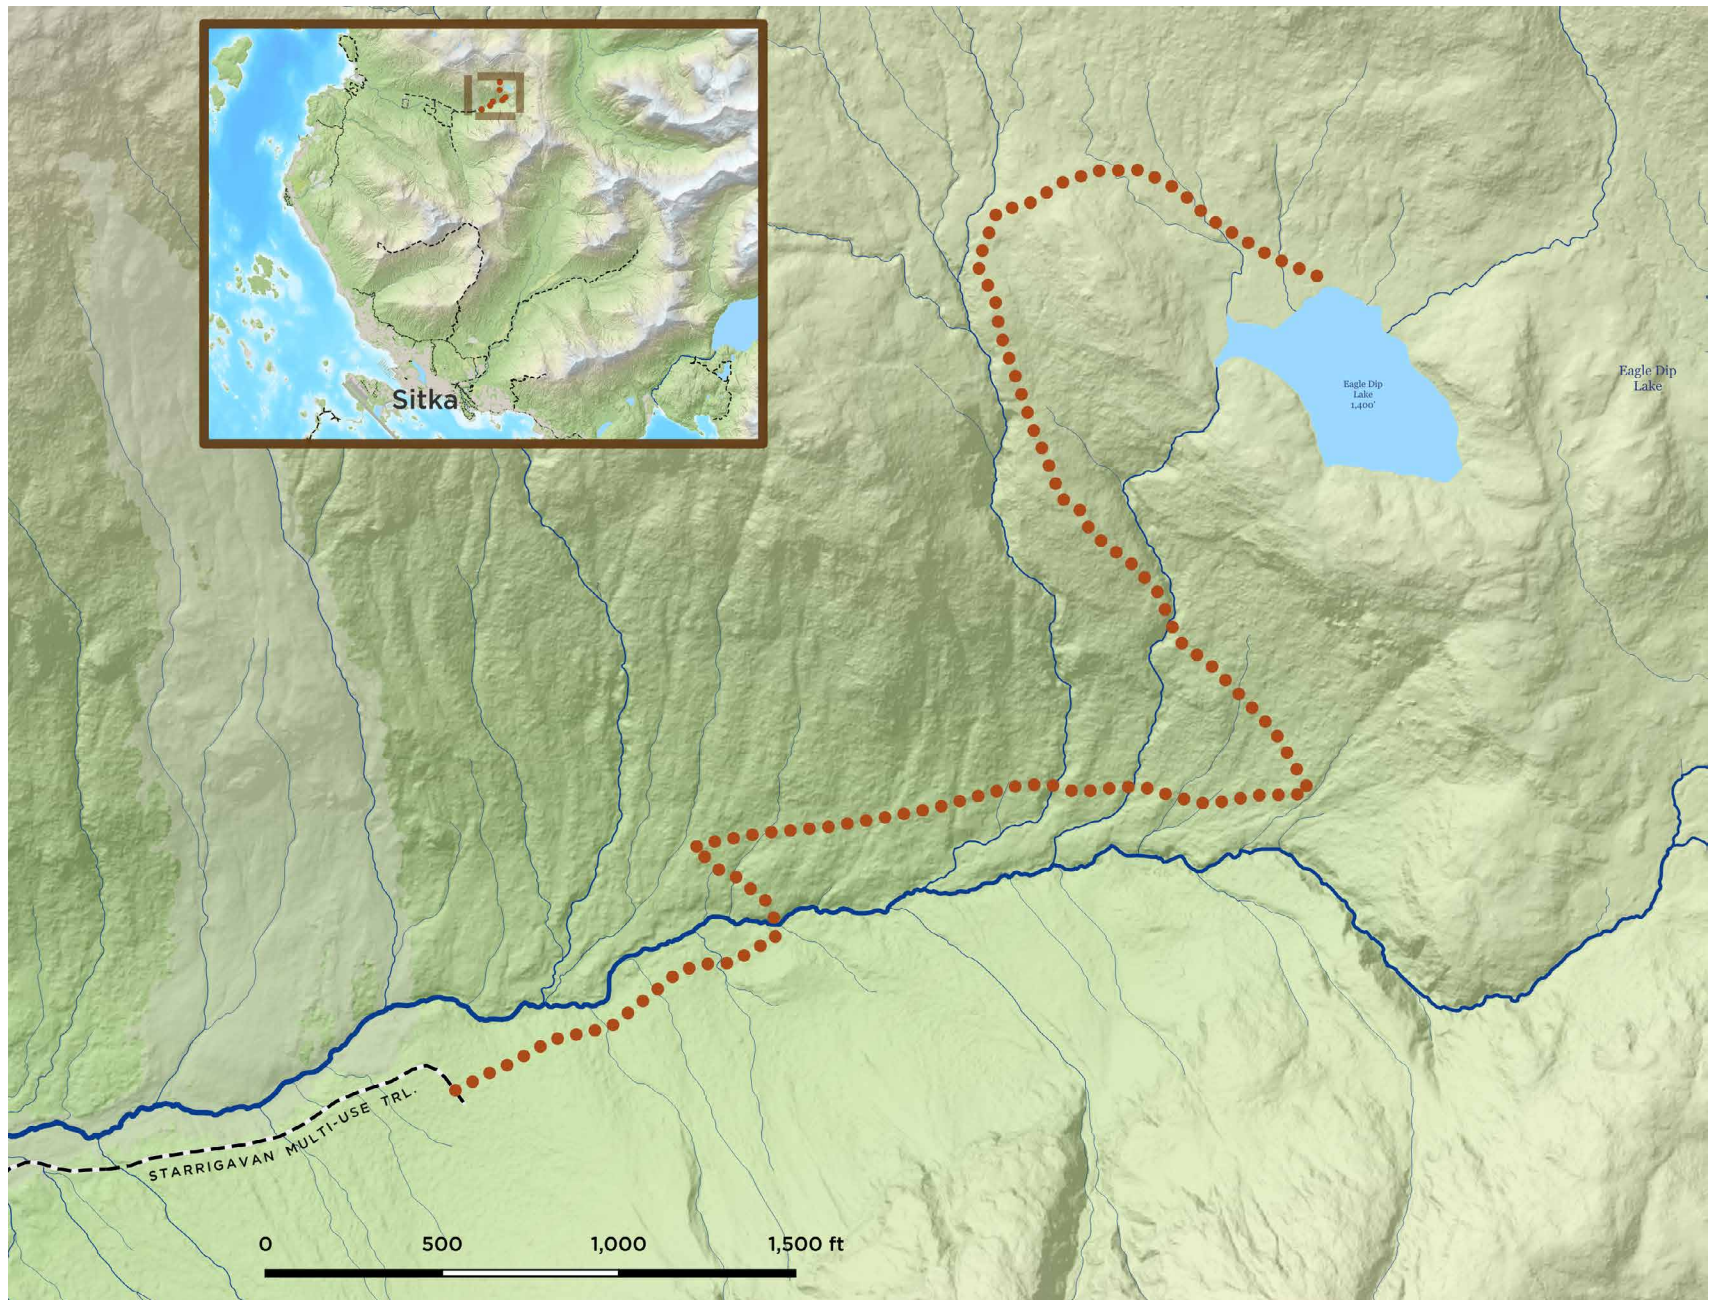 Sitka
Eagle Dip
Lake
1,400'
Eagle Dip
Lake
STARRIGAVAN MULTI-USE TRL.
0 500 1,000 1,500 ft